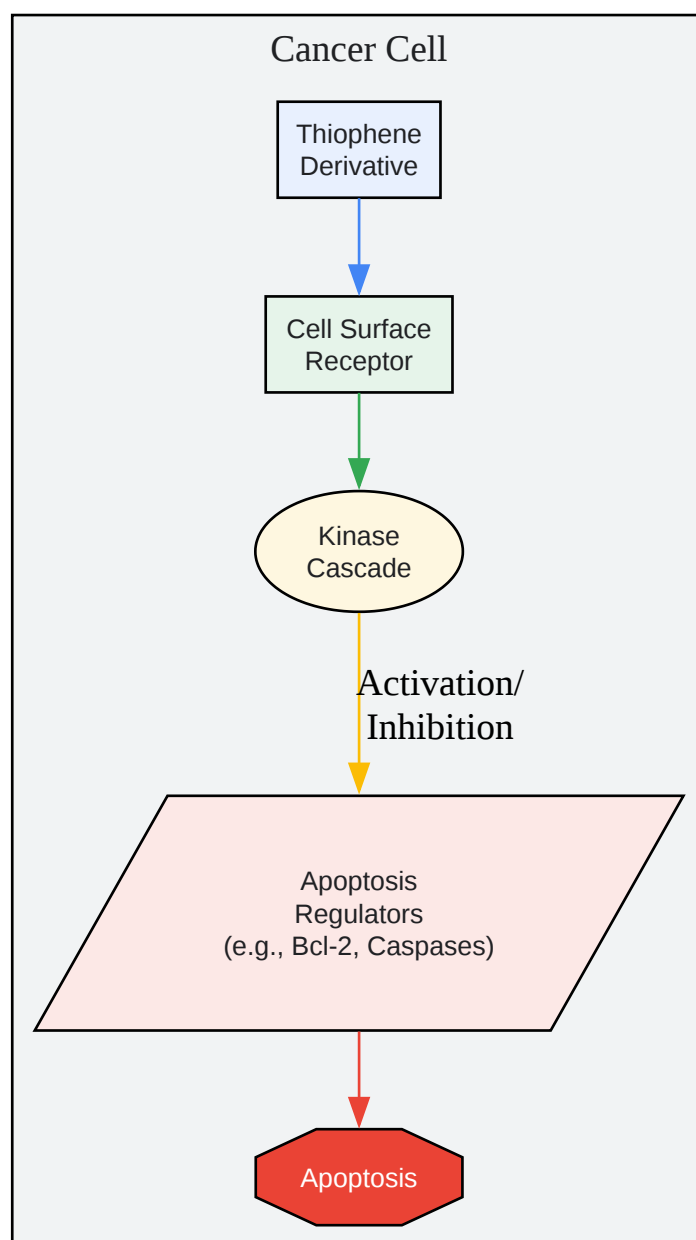 Cancer Cell
Thiophene
Derivative
Cell Surface
Receptor
Kinase
Cascade
Activation/
Inhibition
Apoptosis
Regulators
(e.g., Bcl-2, Caspases)
Apoptosis